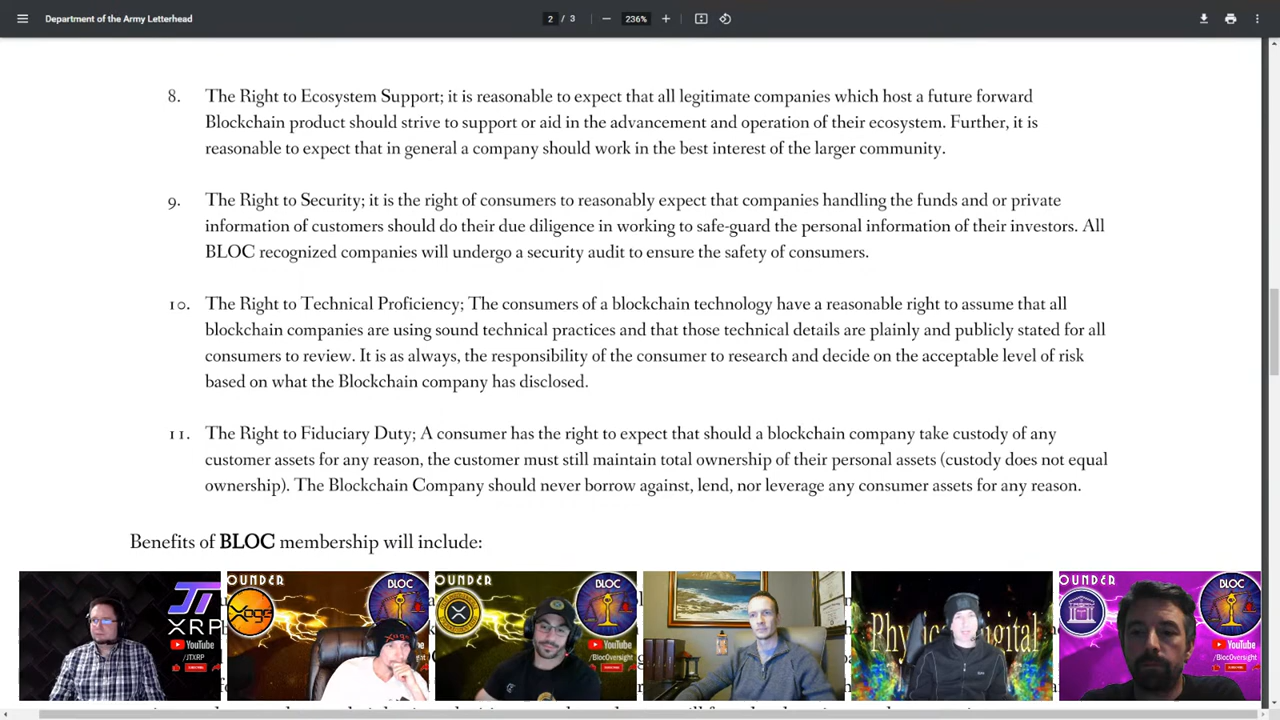 Department of the Army Letterhead
2 / 3
236%
8. The Right to Ecosystem Support; it is reasonable to expect that all legitimate companies which host a future forward
Blockchain product should strive to support or aid in the advancement and operation of their ecosystem. Further, it is
reasonable to expect that in general a company should work in the best interest of the larger community.
9. The Right to Security; it is the right of consumers to reasonably expect that companies handling the funds and or private
information of customers should do their due diligence in working to safe-guard the personal information of their investors. All
BLOC recognized companies will undergo a security audit to ensure the safety of consumers.
10. The Right to Technical Proficiency; The consumers of a blockchain technology have a reasonable right to assume that all
blockchain companies are using sound technical practices and that those technical details are plainly and publicly stated for all
consumers to review. It is as always, the responsibility of the consumer to research and decide on the acceptable level of risk
based on what the Blockchain company has disclosed.
11. The Right to Fiduciary Duty; A consumer has the right to expect that should a blockchain company take custody of any
customer assets for any reason, the customer must still maintain total ownership of their personal assets (custody does not equal
ownership). The Blockchain Company should never borrow against, lend, nor leverage any consumer assets for any reason.
Benefits of BLOC membership will include:
JT
XRP
YouTube
/JTXRP
OUNDER
Xags
BLOC
OUNDER
BLOC
YouTube
/BlocOversight
Phy
gital
OUNDER
BLOC
YouTube
/BlocOversight